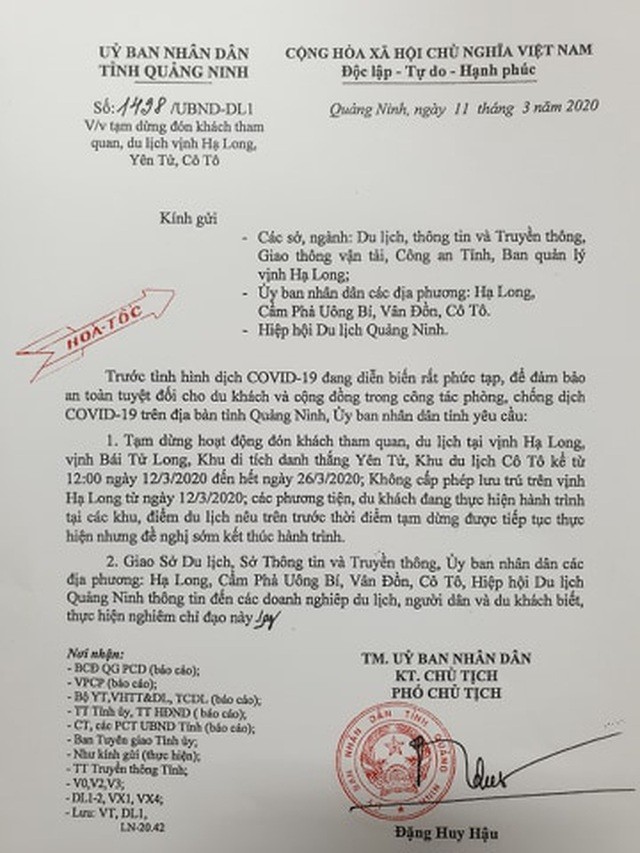 UỶ BAN NHÂN DÂN
TỈNH QUẢNG NINH
CỘNG HÒA XÃ HỘI CHỦ NGHĨA VIỆT NAM
Độc lập - Tự do - Hạnh phúc
Số: 1498 /UBND-DL1
V/v tạm dừng đón khách tham
quan, du lịch vịnh Hạ Long,
Yên Tử, Cô Tô
Quảng Ninh, ngày 11 tháng 3 năm 2020
Kính gửi
- Các sở, ngành: Du lịch, thông tin và Truyền thông,
Giao thông vận tải, Công an Tỉnh, Ban quản lý
vịnh Hạ Long;
- Ủy ban nhân dân các địa phương: Hạ Long,
Cẩm Phả Uông Bí, Vân Đồn, Cô Tô.
- Hiệp hội Du lịch Quảng Ninh.
HOẢ-TỐC
Trước tình hình dịch COVID-19 đang diễn biến rất phức tạp, để đảm bảo
an toàn tuyệt đối cho du khách và cộng đồng trong công tác phòng, chống dịch
COVID-19 trên địa bàn tỉnh Quảng Ninh, Ủy ban nhân dân tỉnh yêu cầu:
1. Tạm dừng hoạt động đón khách tham quan, du lịch tại vịnh Hạ Long,
vịnh Bái Tử Long, Khu di tích danh thắng Yên Tử, Khu du lịch Cô Tô kể từ
12:00 ngày 12/3/2020 đến hết ngày 26/3/2020; Không cấp phép lưu trú trên vịnh
Hạ Long từ ngày 12/3/2020; các phương tiện, du khách đang thực hiện hành trình
tại các khu, điểm du lịch nêu trên trước thời điểm tạm dừng được tiếp tục thực
hiện nhưng đề nghị sớm kết thúc hành trình.
2. Giao Sở Du lịch, Sở Thông tin và Truyền thông, Ủy ban nhân dân các
địa phương: Hạ Long, Cẩm Phả Uông Bí, Vân Đồn, Cô Tô, Hiệp hội Du lịch
Quảng Ninh thông tin đến các doanh nghiêp du lịch, người dân và du khách biết,
thực hiện nghiêm chỉ đạo này
Nơi nhận:
- BCĐ QG PCD (báo cáo);
- VPCP (báo cáo);
- Bộ YT,VHTT&DL, TCDL (báo cáo);
- TT Tỉnh ủy, TT HĐND ( báo cáo);
- CT, các PCT UBND Tỉnh (báo cáo);
- Ban Tuyên giao Tỉnh ủy;
- Như kính gửi (thực hiện);
- TT Truyền thông Tỉnh;
- V0,V2,V3;
- DL1-2, VX1, VX4;
- Lưu: VT, DL1,
LN-20.42
TM. UỶ BAN NHÂN DÂN
KT. CHỦ TỊCH
PHÓ CHỦ TỊCH
BAN NHÂN DÂN TỈNH QUẢNG NINH
Đặng Huy Hậu